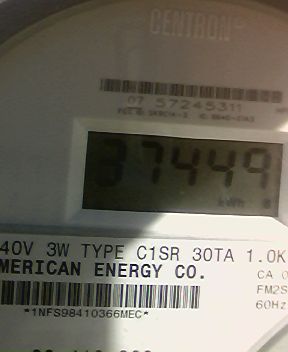 CENTRON
07 57245311
37449
kWh
40V 3W TYPE C1SR 30TA 1.0K
MERICAN ENERGY CO.
CA 0
FM2S
60Hz
*1NFS98410366MEC*